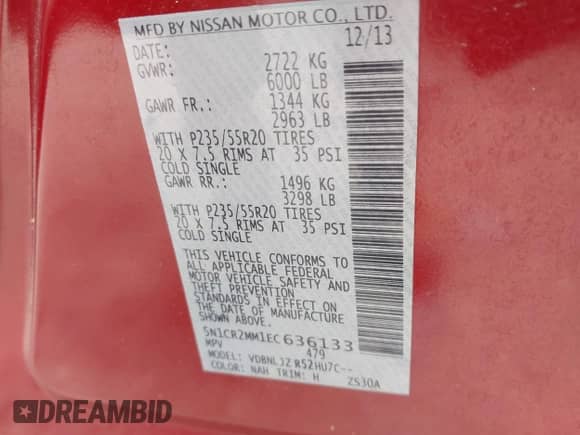 MFD BY NISSAN MOTOR CO., LTD.
DATE: 12/13
GVWR: 2722 KG
6000 LB
GAWR FR.: 1344 KG
2963 LB
WITH P235/55R20 TIRES
20 X 7.5 RIMS AT 35 PSI
COLD SINGLE
GAWR RR.: 1496 KG
3298 LB
WITH P235/55R20 TIRES
20 X 7.5 RIMS AT 35 PSI
COLD SINGLE
THIS VEHICLE CONFORMS TO
ALL APPLICABLE FEDERAL
MOTOR VEHICLE SAFETY AND
THEFT PREVENTION
STANDARDS IN EFFECT ON
THE DATE OF MANUFACTURE
SHOWN ABOVE.
5N1CR2MM1EC636133
MPV 479
MODEL: VDBNLJZ R52HU7C--
COLOR: NAH TRIM: H ZS30A
DREAMBID